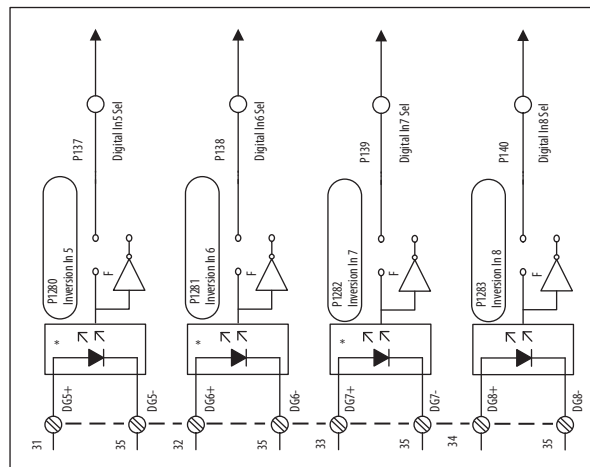 P137
Digital In5 Sel
P1280
Inversion In 5
F
*
DG5+
DG5-
31
35
P138
Digital In6 Sel
P1281
Inversion In 6
F
*
DG6+
DG6-
32
35
P139
Digital In7 Sel
P1282
Inversion In 7
F
*
DG7+
DG7-
33
35
P140
Digital In8 Sel
P1283
Inversion In 8
F
DG8+
DG8-
34
35